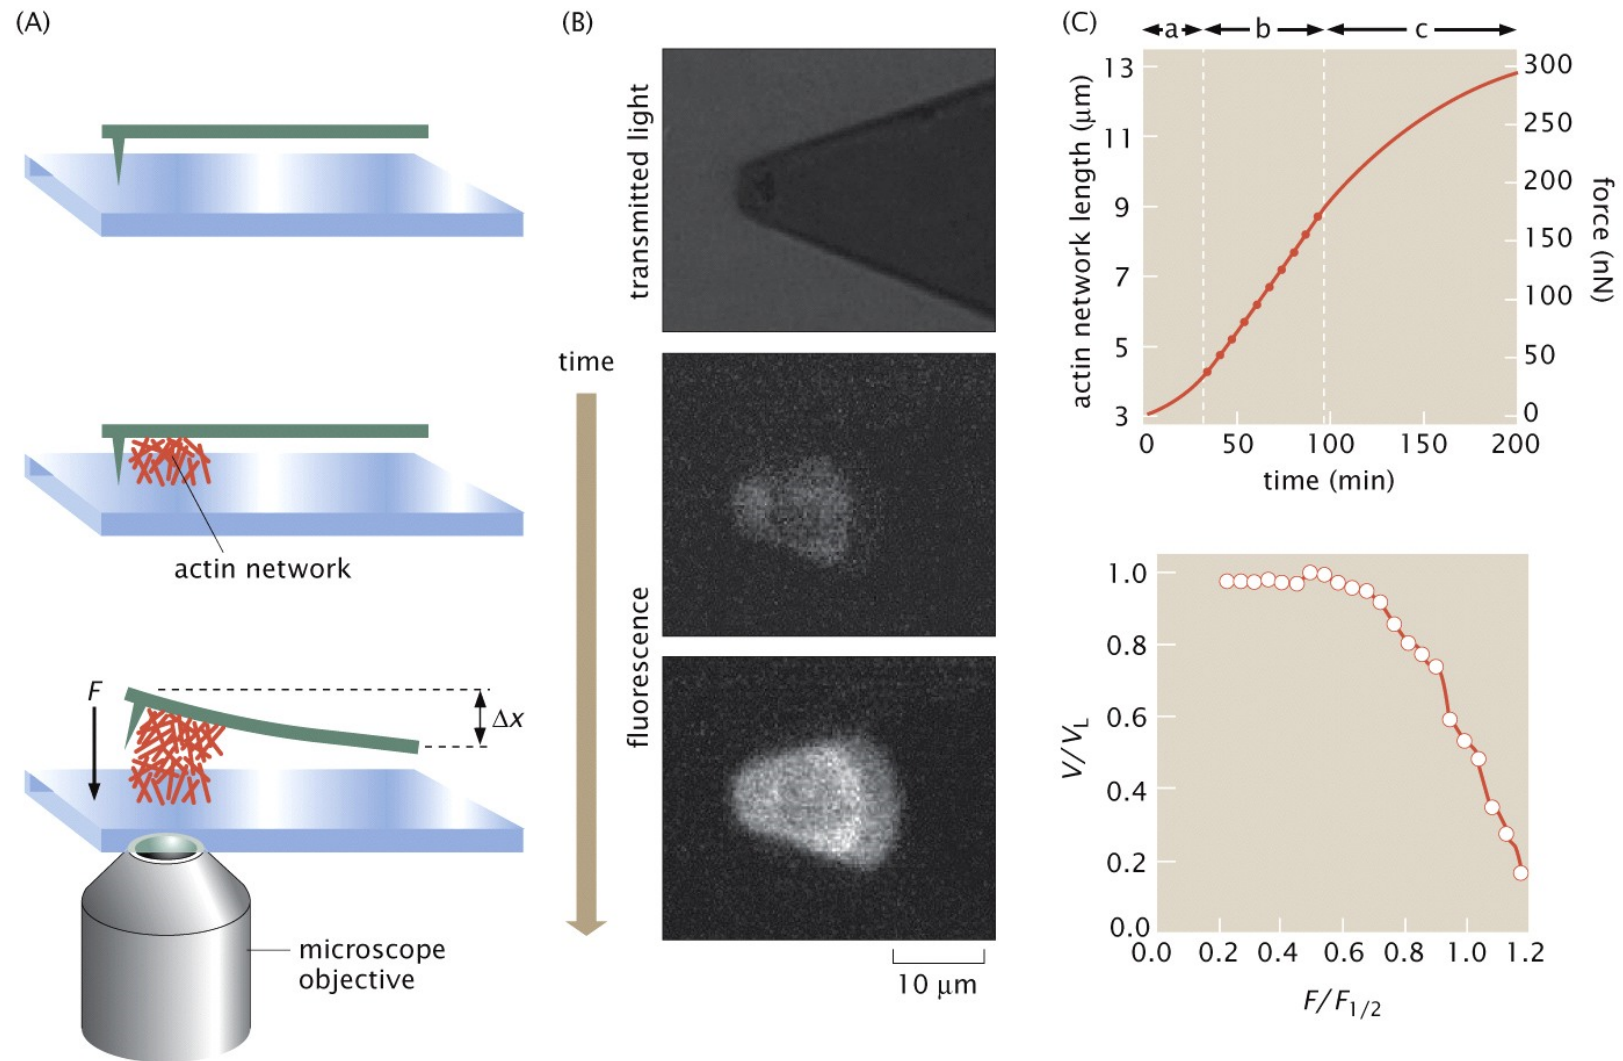 (A)
actin network
F
Δx
microscope
objective
(B)
transmitted light
time
fluorescence
10 μm
(C)
a
b
c
13
11
9
7
5
3
actin network length (μm)
300
250
200
150
100
50
0
force (nN)
0 50 100 150 200
time (min)
1.0
0.8
0.6
0.4
0.2
0.0
V/V_L
0.0 0.2 0.4 0.6 0.8 1.0 1.2
F/F_1/2